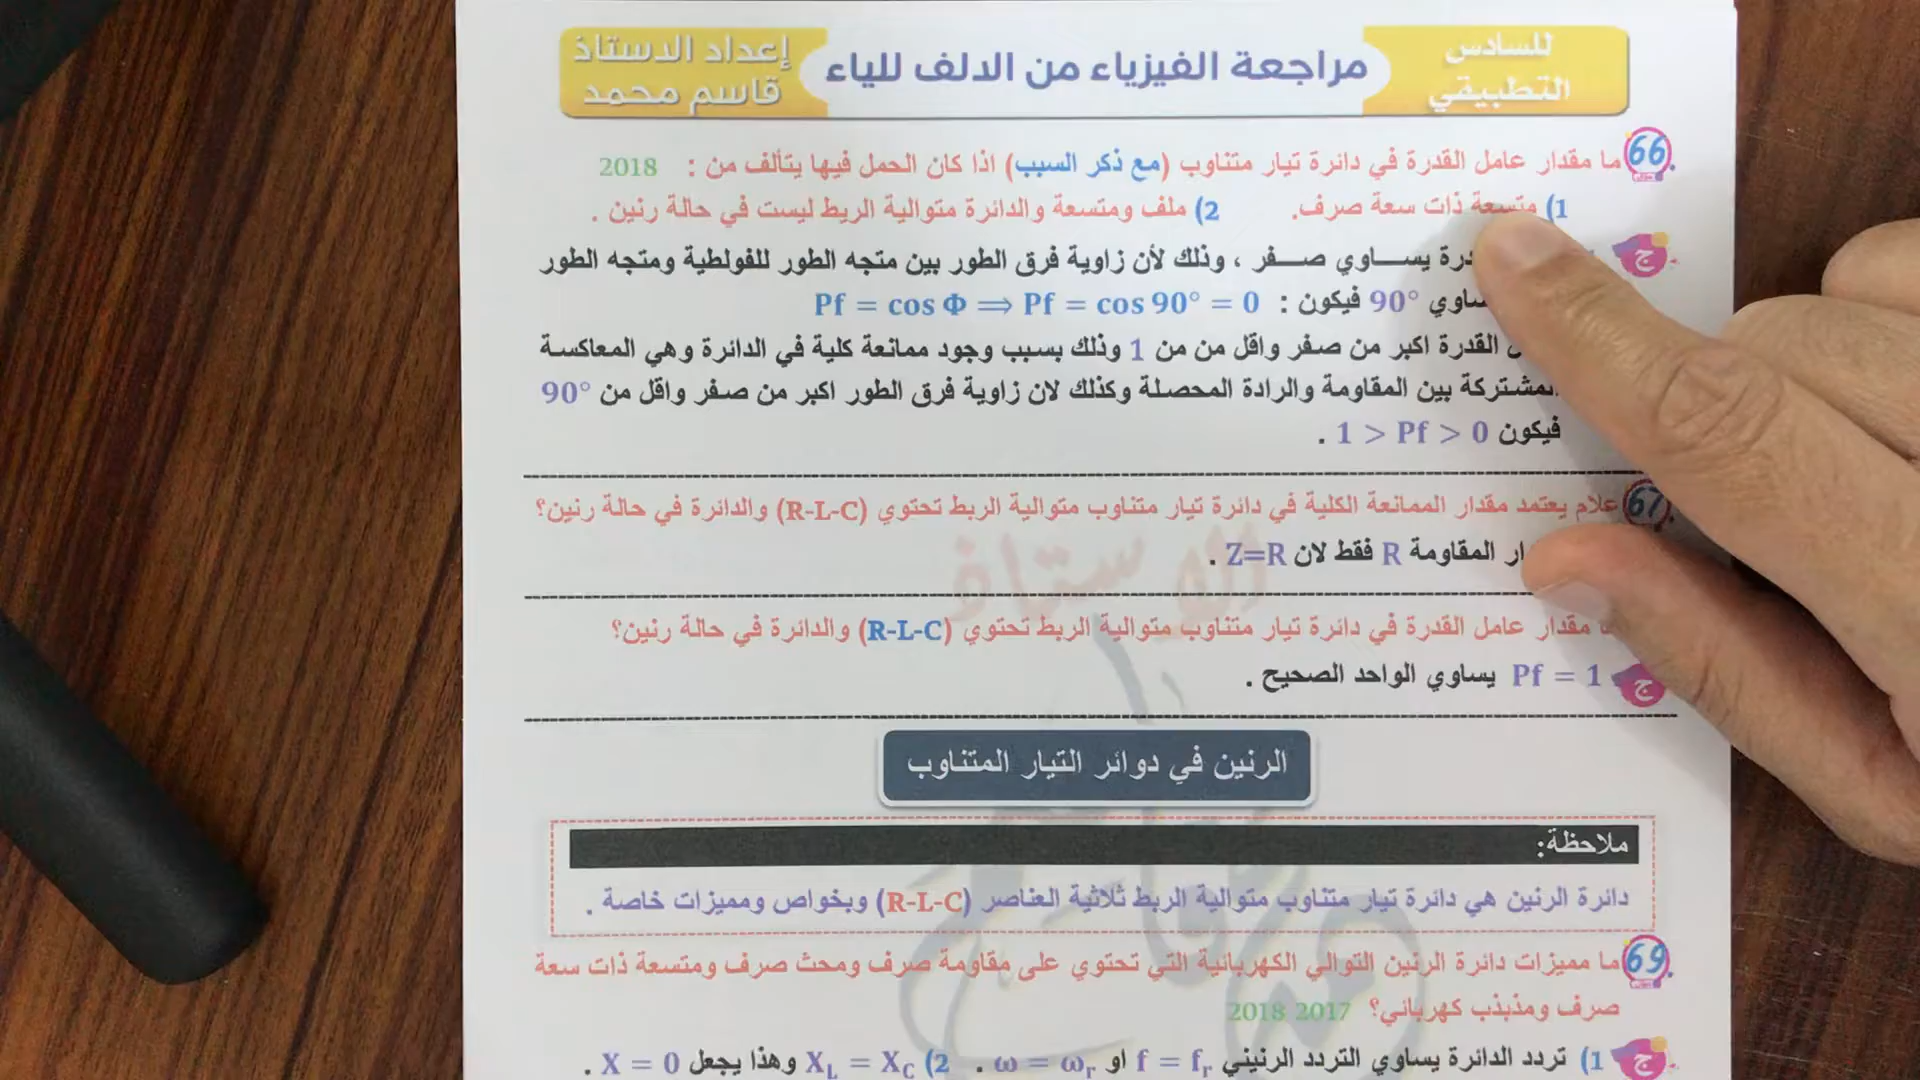 للسادس
التطبيقي
مراجعة الفيزياء من الالف للياء
إعداد الاستاذ
قاسم محمد
66 ما مقدار عامل القدرة في دائرة تيار متناوب (مع ذكر السبب) اذا كان الحمل فيها يتألف من : 2018
1) متسعة ذات سعة صرف. 2) ملف ومتسعة والدائرة متوالية الربط ليست في حالة رنين .
ج يساوي صفر ، وذلك لأن زاوية فرق الطور بين متجه الطور للفولطية ومتجه الطور
90° فيكون : Pf = cos Φ ⟹ Pf = cos 90° = 0
القدرة اكبر من صفر واقل من من 1 وذلك بسبب وجود ممانعة كلية في الدائرة وهي المعاكسة
المشتركة بين المقاومة والرادة المحصلة وكذلك لان زاوية فرق الطور اكبر من صفر واقل من 90°
فيكون 1 > Pf > 0 .
67 علام يعتمد مقدار الممانعة الكلية في دائرة تيار متناوب متوالية الربط تحتوي (R-L-C) والدائرة في حالة رنين؟
المقاومة R فقط لان Z=R .
مقدار عامل القدرة في دائرة تيار متناوب متوالية الربط تحتوي (R-L-C) والدائرة في حالة رنين؟
ج Pf = 1 يساوي الواحد الصحيح .
الرنين في دوائر التيار المتناوب
ملاحظة:
دائرة الرنين هي دائرة تيار متناوب متوالية الربط ثلاثية العناصر (R-L-C) وبخواص ومميزات خاصة .
69 ما مميزات دائرة الرنين التوالي الكهربائية التي تحتوي على مقاومة صرف ومحث صرف ومتسعة ذات سعة
صرف ومذبذب كهربائي؟ 2017 2018
ج 1) تردد الدائرة يساوي التردد الرنيني f = fr او ω = ωr . 2) XL = XC وهذا يجعل X = 0 .